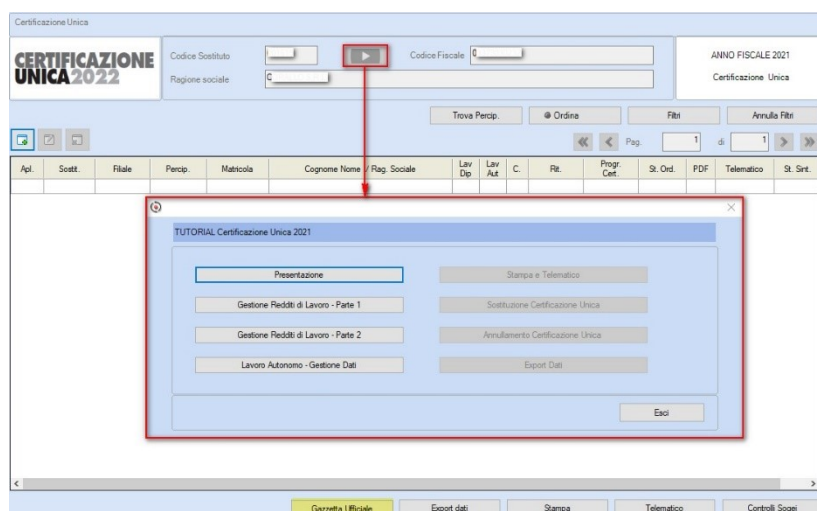 Certificazione Unica
CERTIFICAZIONE
UNICA 2022
Codice Sostituto
Codice Fiscale 0
ANNO FISCALE 2021
Ragione sociale
Certificazione Unica
Trova Percip. Ordina Filtri Annulla Filtri
Pag. 1 di 1
Apl. Sostit. Filiale Percip. Matricola Cognome Nome / Rag. Sociale Lav Dip Lav Aut C. Rit. Progr. Cert. St. Ord. PDF Telematico St. Sint.
TUTORIAL Certificazione Unica 2021
Presentazione Stampa e Telematico
Gestione Redditi di Lavoro - Parte 1 Sostituzione Certificazione Unica
Gestione Redditi di Lavoro - Parte 2 Annullamento Certificazione Unica
Lavoro Autonomo - Gestione Dati Export Dati
Esci
Gazzetta Ufficiale Export dati Stampa Telematico Controlli Sogei